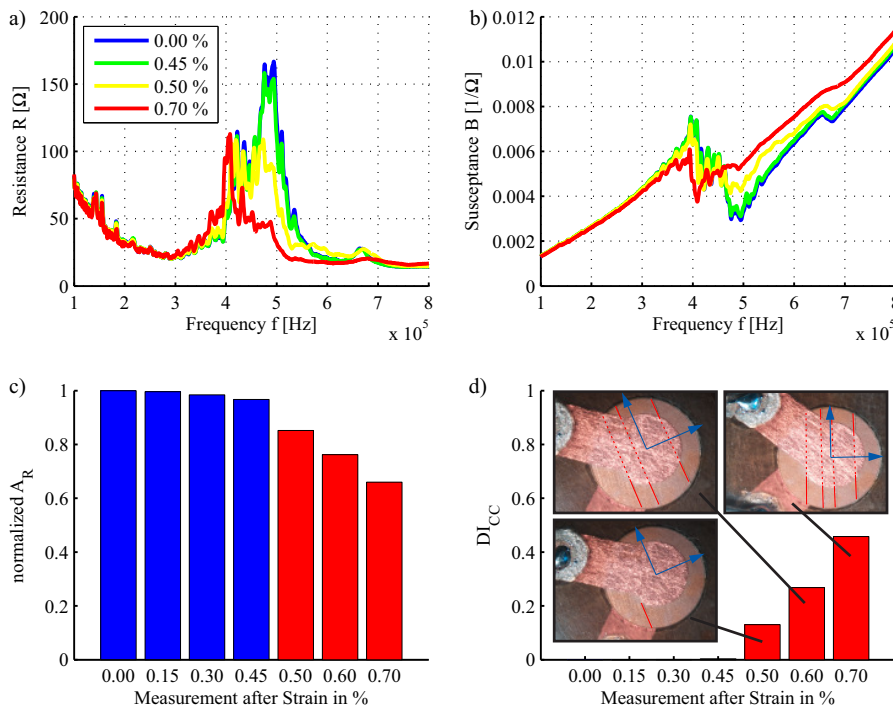 a)
200
150
100
50
0
Resistance R [Ω]
0.00 %
0.45 %
0.50 %
0.70 %
1 2 3 4 5 6 7 8
Frequency f [Hz]
x 10^5
b)
0.012
0.01
0.008
0.006
0.004
0.002
0
Susceptance B [1/Ω]
1 2 3 4 5 6 7 8
Frequency f [Hz]
x 10^5
c)
1
0.8
0.6
0.4
0.2
0
normalized A_R
0.00 0.15 0.30 0.45 0.50 0.60 0.70
Measurement after Strain in %
d)
1
0.8
0.6
0.4
0.2
0
DI_CC
0.00 0.15 0.30 0.45 0.50 0.60 0.70
Measurement after Strain in %